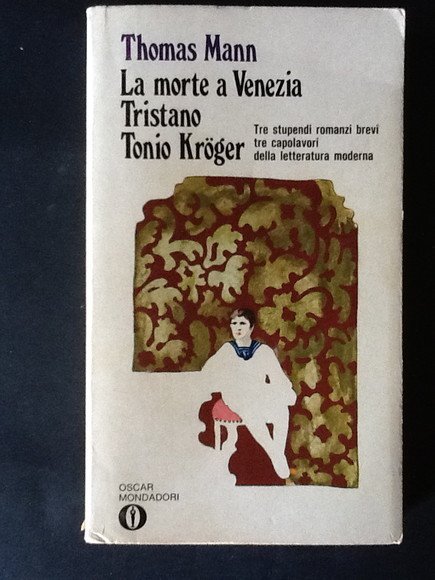 Thomas Mann
La morte a Venezia
Tristano
Tonio Kröger
Tre stupendi romanzi brevi
tre capolavori
della letteratura moderna
OSCAR
MONDADORI